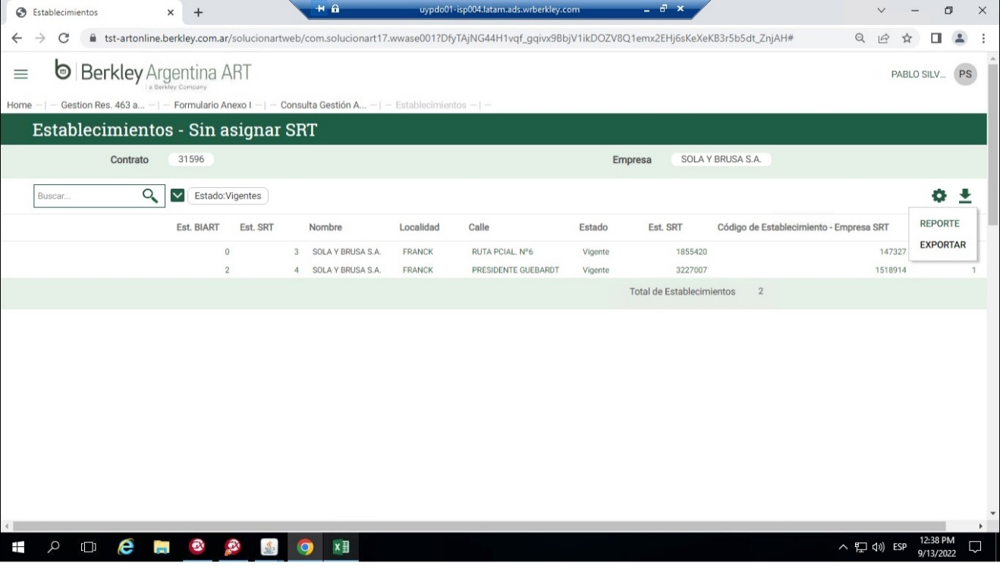 Establecimientos
uypdo01-isp004.latam.ads.wrberkley.com
tst-artonline.berkley.com.ar/solucionartweb/com.solucionart17.wwase001?DfyTAjNG44H1vqf_gqivx9BbjV1ikDOZV8Q1emx2EHj6sKeXeKB3r5b5dt_ZnjAH#
Berkley Argentina ART
a Berkley Company
PABLO SILV... PS
Home —|— Gestion Res. 463 a... —|— Formulario Anexo I —|— Consulta Gestión A... —|— Establecimientos —|—
Establecimientos - Sin asignar SRT
Contrato 31596 Empresa SOLA Y BRUSA S.A.
Buscar... Estado:Vigentes
REPORTE
EXPORTAR
Est. BIART Est. SRT Nombre Localidad Calle Estado Est. SRT Código de Establecimiento - Empresa SRT
0 3 SOLA Y BRUSA S.A. FRANCK RUTA PCIAL. Nº6 Vigente 1855420 147327
2 4 SOLA Y BRUSA S.A. FRANCK PRESIDENTE GUEBARDT Vigente 3227007 1518914 1
Total de Establecimientos 2
ESP
12:38 PM
9/13/2022